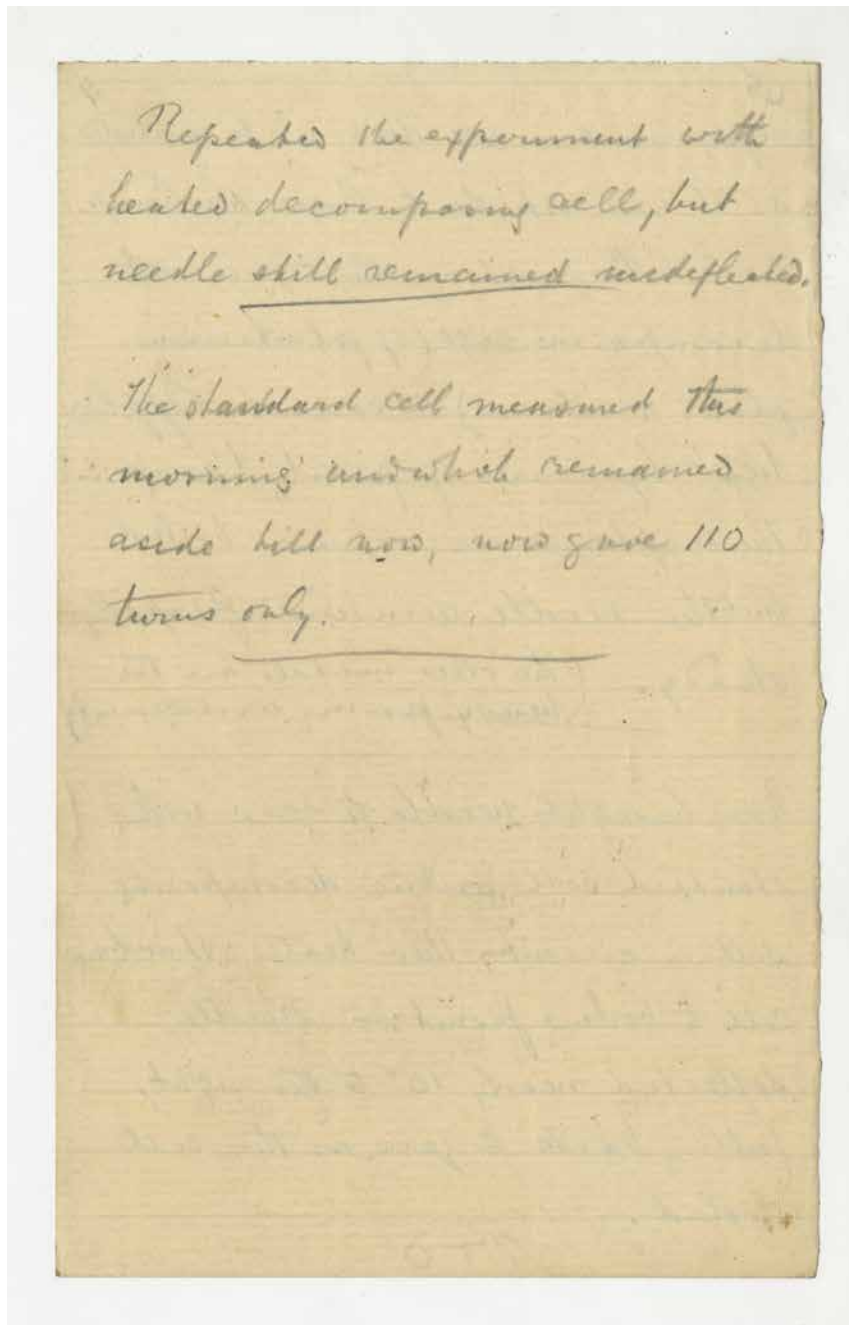 Repeated the experiment with
heated decomposing cell, but
needle still remained undeflected.
The standard cell measured this
morning and which remained
aside till now, now gave 110
turns only.